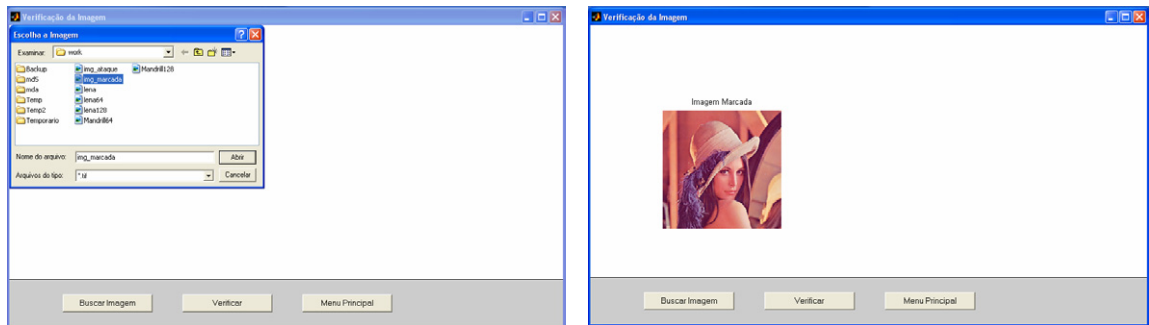 Verificação da Imagem
Escolha a Imagem
Examinar: work
Backup
md5
mda
Temp
Temp2
Temporario
img_ataque
img_marcada
lena
lena64
lena128
Mandrill64
Mandrill128
Nome do arquivo: img_marcada Abrir
Arquivos do tipo: *.tif Cancelar
Buscar Imagem Verificar Menu Principal
Verificação da Imagem
Imagem Marcada
Buscar Imagem Verificar Menu Principal